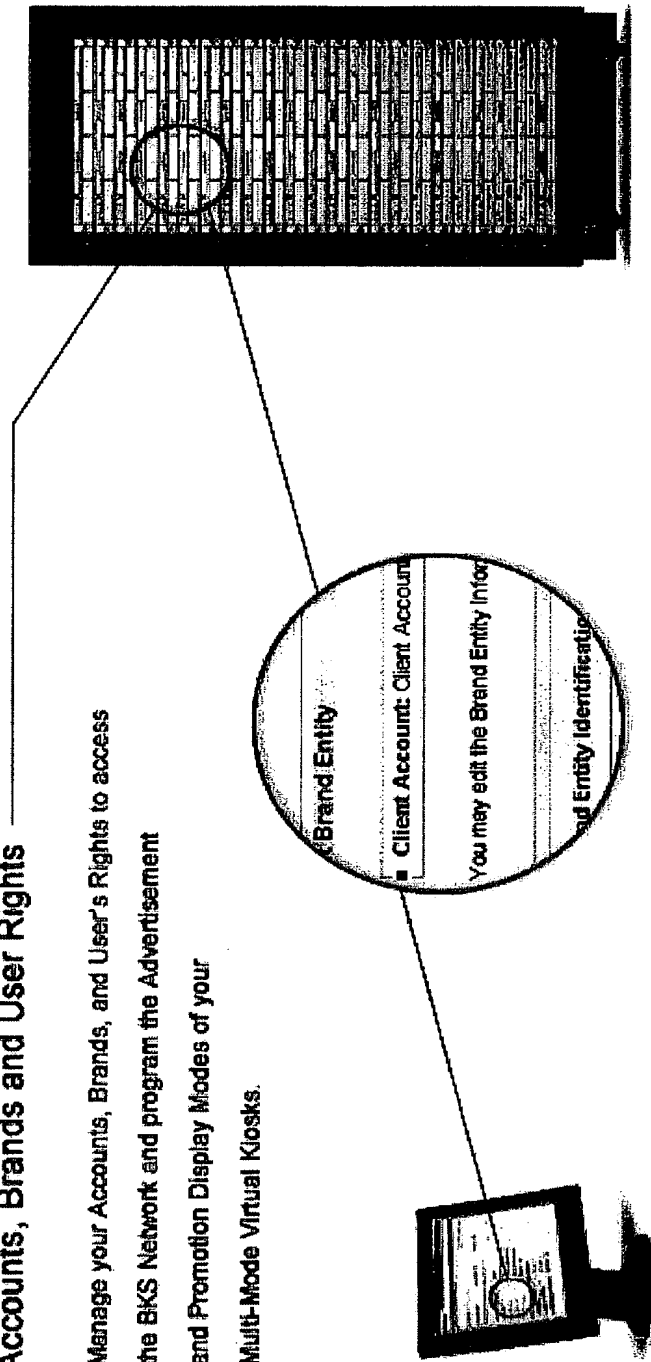 Accounts, Brands and User Rights
Manage your Accounts, Brands, and User's Rights to access
the BKS Network and program the Advertisement
and Promotion Display Modes of your
Multi-Mode Virtual Kiosks.
Brand Entity
■ Client Account: Client Accoun
You may edit the Brand Entity Infor
nd Entity Identificatio